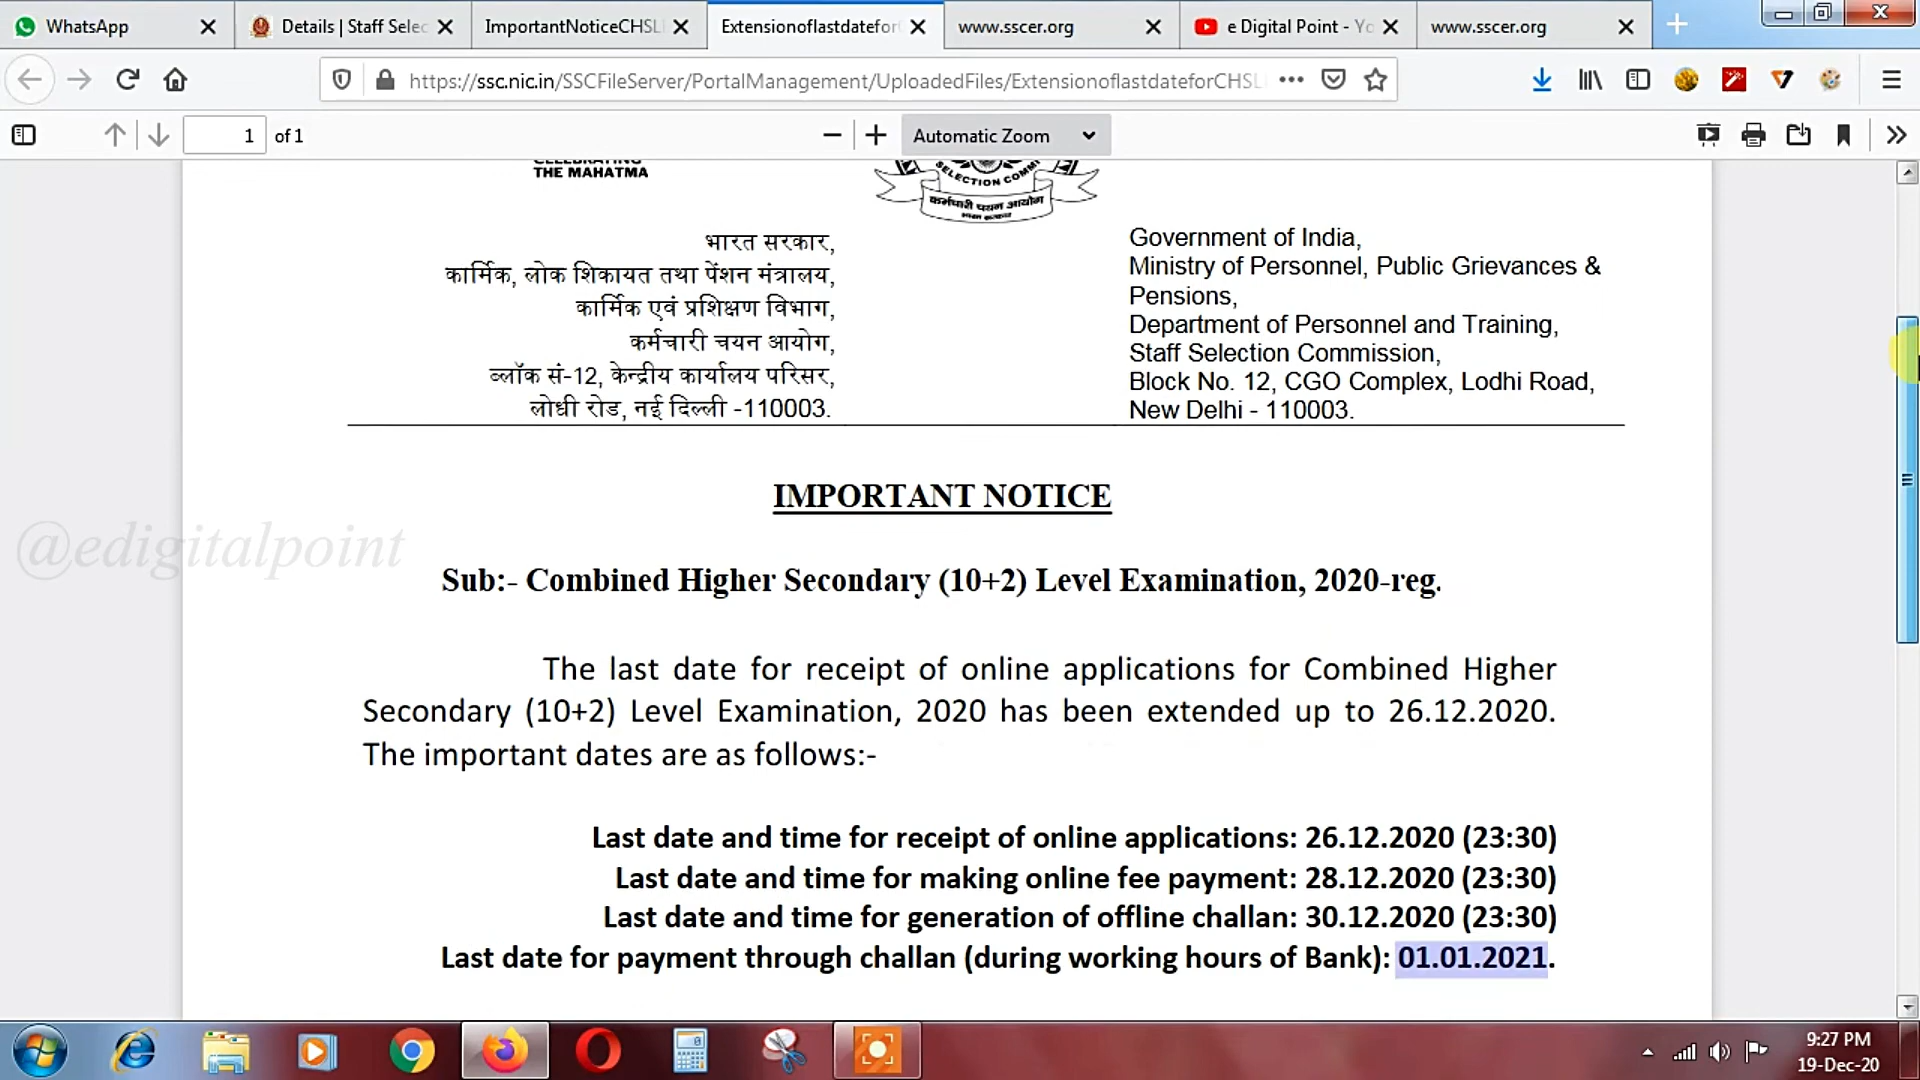 WhatsApp
Details | Staff Selec
ImportantNoticeCHSL
Extensionoflastdatefor
www.sscer.org
e Digital Point - Yo
www.sscer.org
https://ssc.nic.in/SSCFileServer/PortalManagement/UploadedFiles/ExtensionoflastdateforCHSL
1 of 1
Automatic Zoom
CELEBRATING
THE MAHATMA
SELECTION COMM
कर्मचारी चयन आयोग
भारत सरकार
भारत सरकार,
कार्मिक, लोक शिकायत तथा पेंशन मंत्रालय,
कार्मिक एवं प्रशिक्षण विभाग,
कर्मचारी चयन आयोग,
ब्लॉक सं-12, केन्द्रीय कार्यालय परिसर,
लोधी रोड, नई दिल्ली -110003.
Government of India,
Ministry of Personnel, Public Grievances &
Pensions,
Department of Personnel and Training,
Staff Selection Commission,
Block No. 12, CGO Complex, Lodhi Road,
New Delhi - 110003.
IMPORTANT NOTICE
@edigitalpoint
Sub:- Combined Higher Secondary (10+2) Level Examination, 2020-reg.
The last date for receipt of online applications for Combined Higher
Secondary (10+2) Level Examination, 2020 has been extended up to 26.12.2020.
The important dates are as follows:-
Last date and time for receipt of online applications: 26.12.2020 (23:30)
Last date and time for making online fee payment: 28.12.2020 (23:30)
Last date and time for generation of offline challan: 30.12.2020 (23:30)
Last date for payment through challan (during working hours of Bank): 01.01.2021.
9:27 PM
19-Dec-20